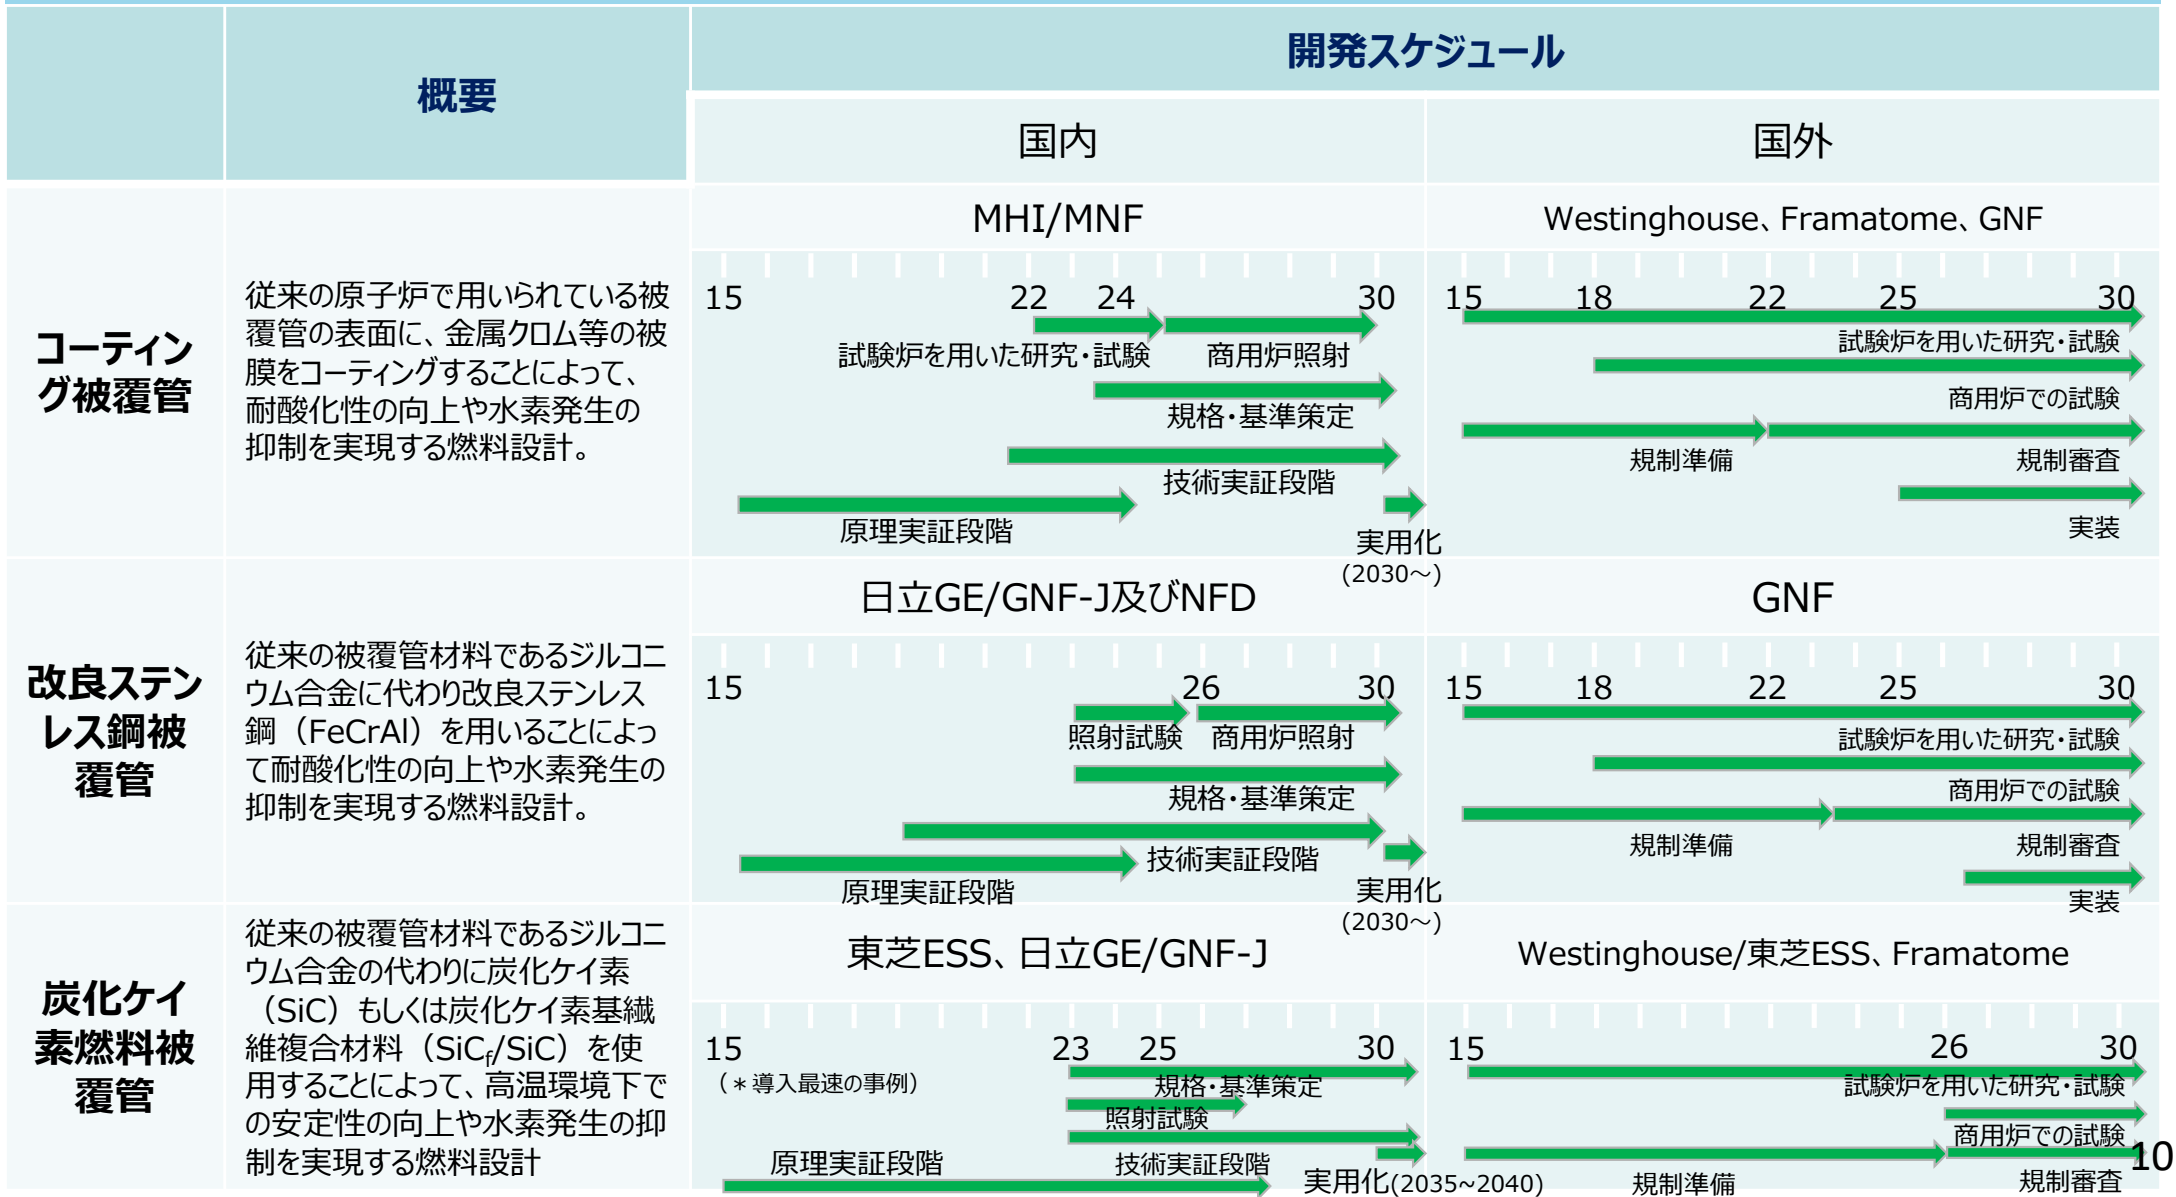 概要
開発スケジュール
国内
国外
コーティン
グ被覆管
従来の原子炉で用いられている被
覆管の表面に、金属クロム等の被
膜をコーティングすることによって、
耐酸化性の向上や水素発生の
抑制を実現する燃料設計。
MHI/MNF
15 22 24 30
試験炉を用いた研究・試験 商用炉照射
規格・基準策定
技術実証段階
原理実証段階
実用化
(2030～)
Westinghouse、Framatome、GNF
15 18 22 25 30
試験炉を用いた研究・試験
商用炉での試験
規制準備 規制審査
実装
改良ステン
レス鋼被
覆管
従来の被覆管材料であるジルコニ
ウム合金に代わり改良ステンレス
鋼（FeCrAl）を用いることによっ
て耐酸化性の向上や水素発生の
抑制を実現する燃料設計。
日立GE/GNF-J及びNFD
15 26 30
照射試験 商用炉照射
規格・基準策定
技術実証段階
原理実証段階
実用化
(2030～)
GNF
15 18 22 25 30
試験炉を用いた研究・試験
商用炉での試験
規制準備 規制審査
実装
炭化ケイ
素燃料被
覆管
従来の被覆管材料であるジルコニ
ウム合金の代わりに炭化ケイ素
（SiC）もしくは炭化ケイ素基繊
維複合材料（SiCf/SiC）を使
用することによって、高温環境下で
の安定性の向上や水素発生の抑
制を実現する燃料設計
東芝ESS、日立GE/GNF-J
15 23 25 30
（＊導入最速の事例）
規格・基準策定
照射試験
原理実証段階 技術実証段階
実用化(2035~2040)
Westinghouse/東芝ESS、Framatome
15 26 30
試験炉を用いた研究・試験
商用炉での試験
規制準備 規制審査
10